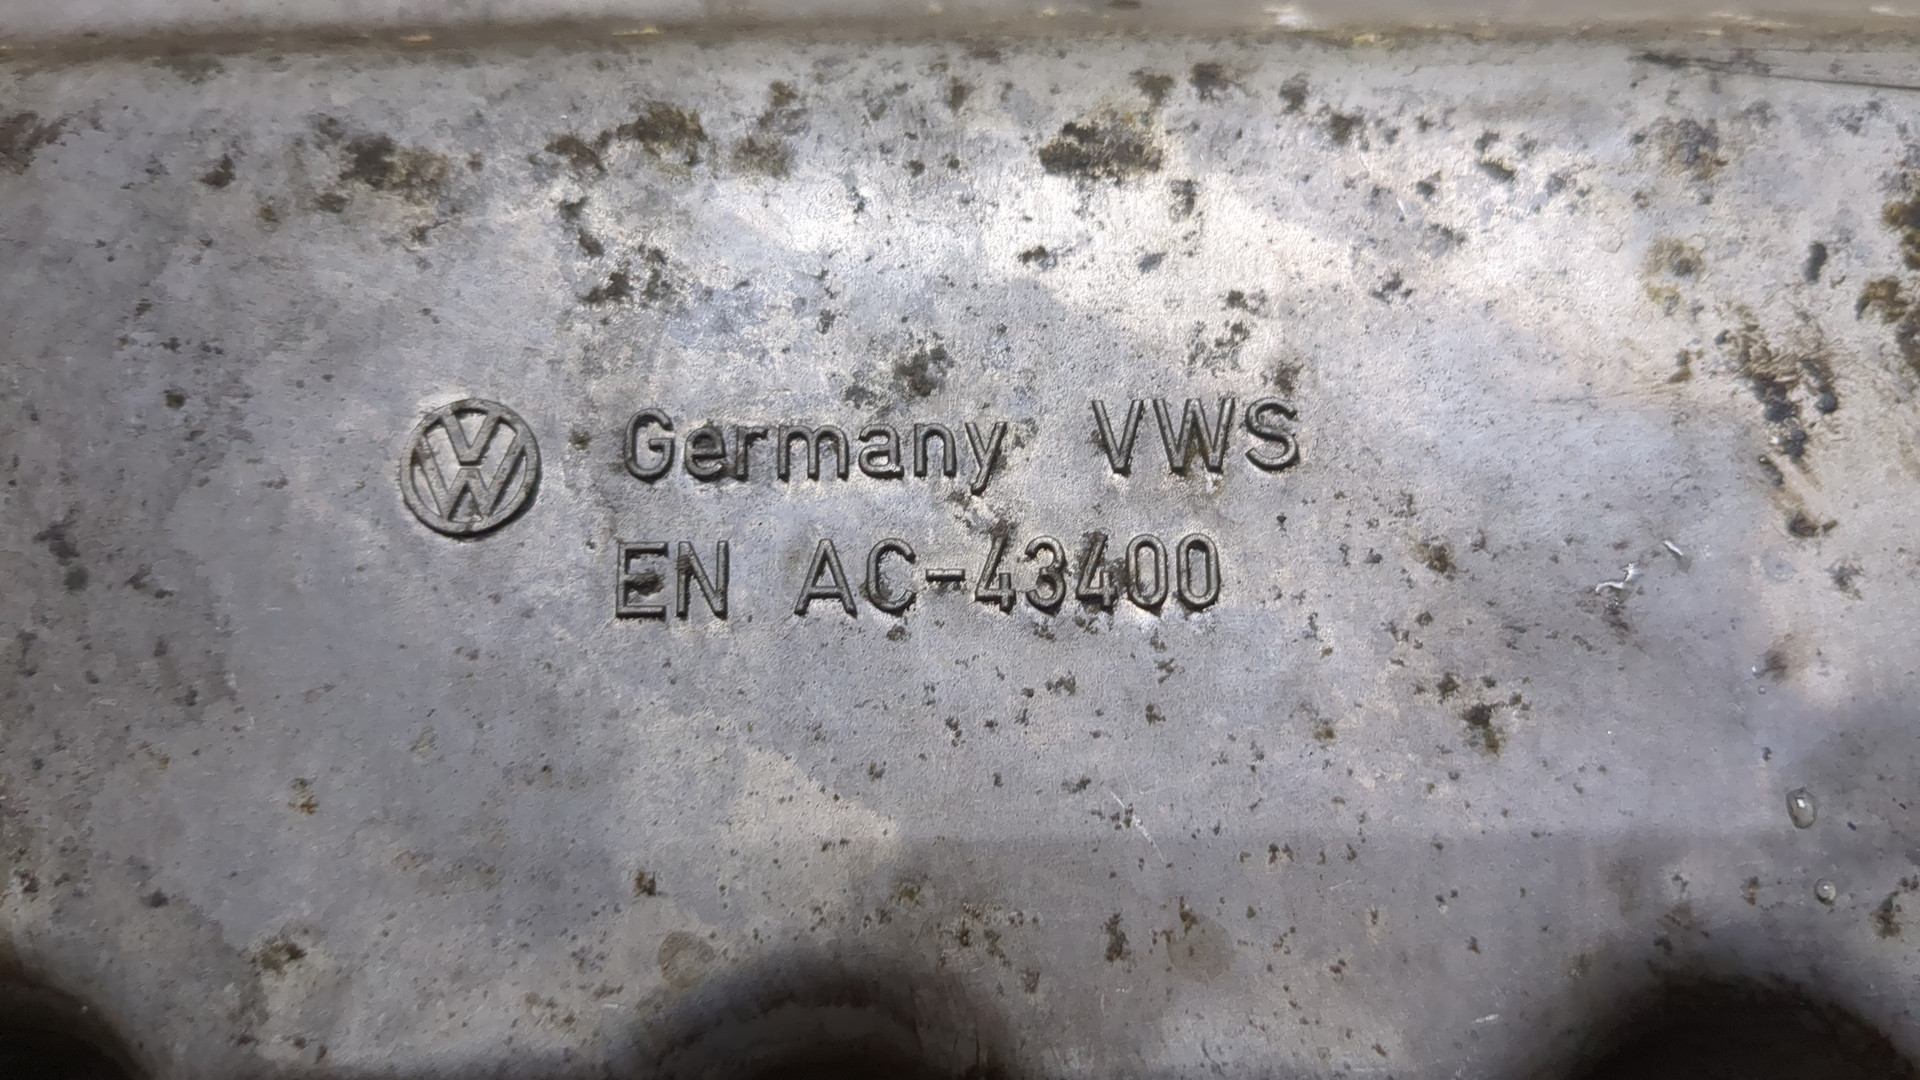 Germany VWS
EN AC-43400